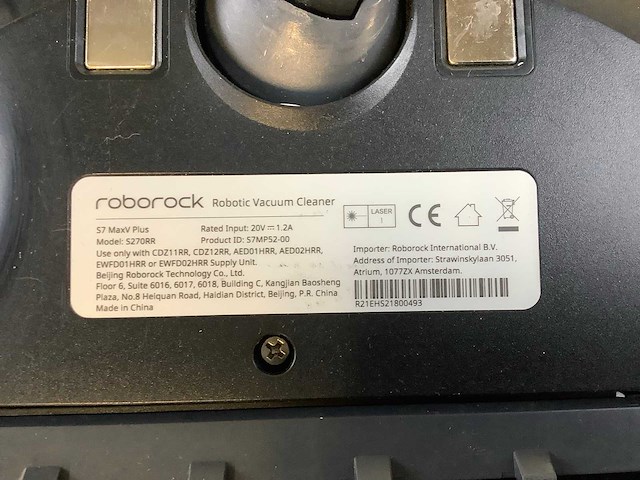 roborock Robotic Vacuum Cleaner
S7 MaxV Plus Rated Input: 20V⎓1.2A
Model: S270RR Product ID: S7MP52-00
Use only with CDZ11RR, CDZ12RR, AED01HRR, AED02HRR,
EWFD01HRR or EWFD02HRR Supply Unit.
Beijing Roborock Technology Co., Ltd.
Floor 6, Suite 6016, 6017, 6018, Building C, Kangjian Baosheng
Plaza, No.8 Heiquan Road, Haidian District, Beijing, P.R. China
Made in China
LASER
1
CE
Importer: Roborock International B.V.
Address of Importer: Strawinskylaan 3051,
Atrium, 1077ZX Amsterdam.
R21EHS21800493